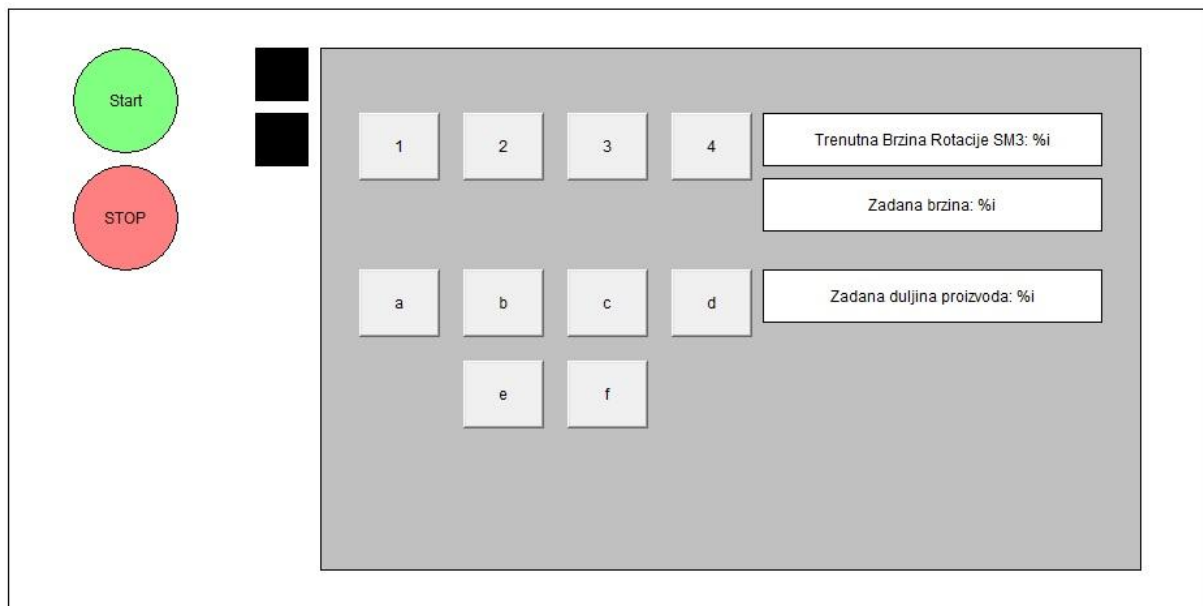 Start
STOP
1 2 3 4
Trenutna Brzina Rotacije SM3: %i
Zadana brzina: %i
a b c d
Zadana duljina proizvoda: %i
e f